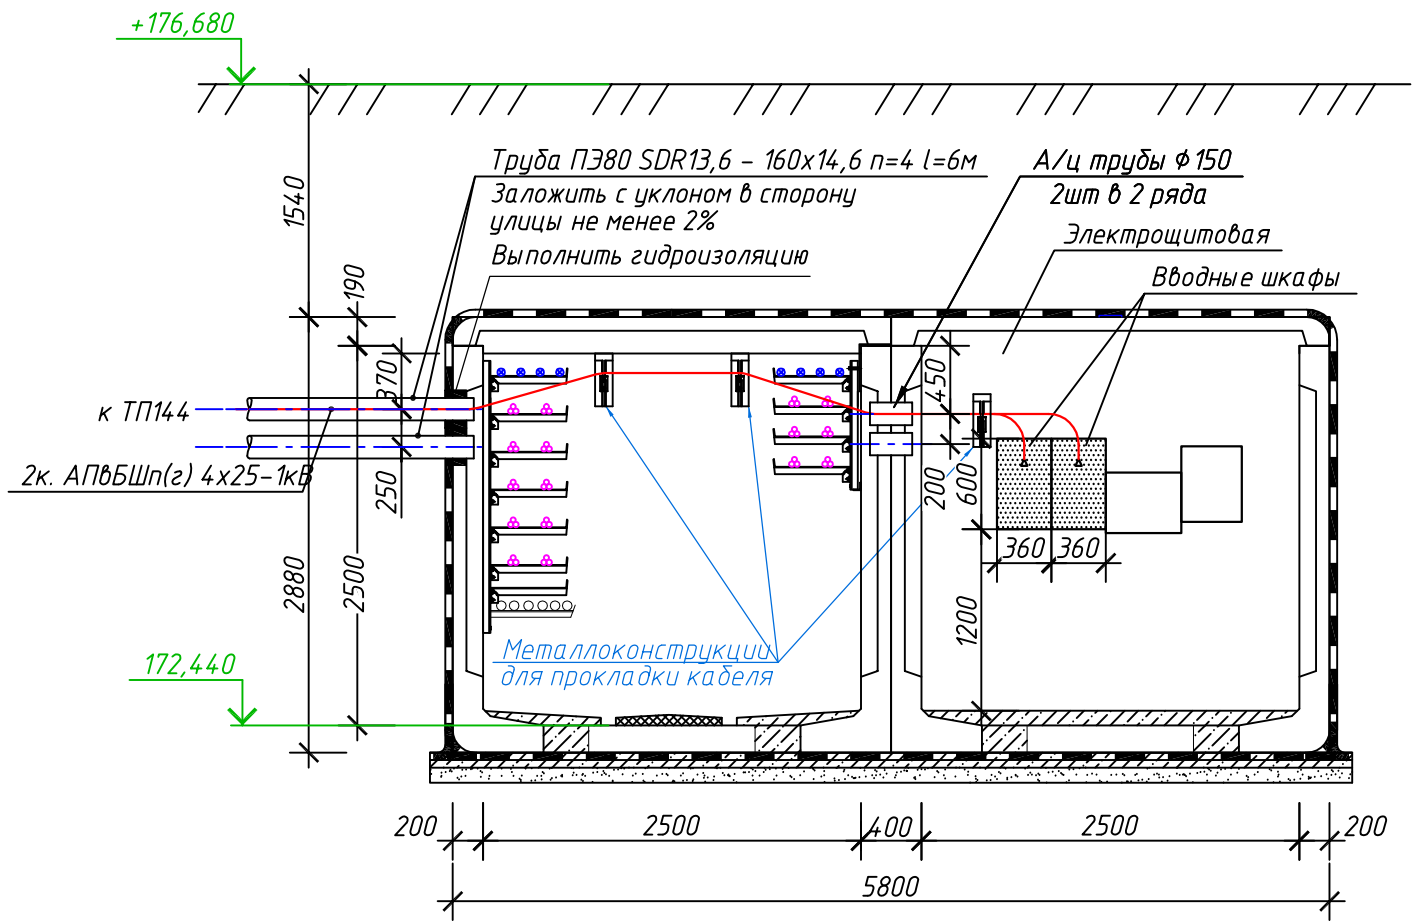 +176,680
Труба ПЭ80 SDR13,6 - 160х14,6 n=4 l=6м
Заложить с уклоном в сторону
улицы не менее 2%
Выполнить гидроизоляцию
А/ц трубы ф150
2шт в 2 ряда
Электрощитовая
Вводные шкафы
1540
190
370
450
к ТП144
2к. АПвБШп(г) 4х25-1кВ
250
200
600
360
360
2880
2500
1200
Металлоконструкции
для прокладки кабеля
172,440
200
2500
400
2500
200
5800